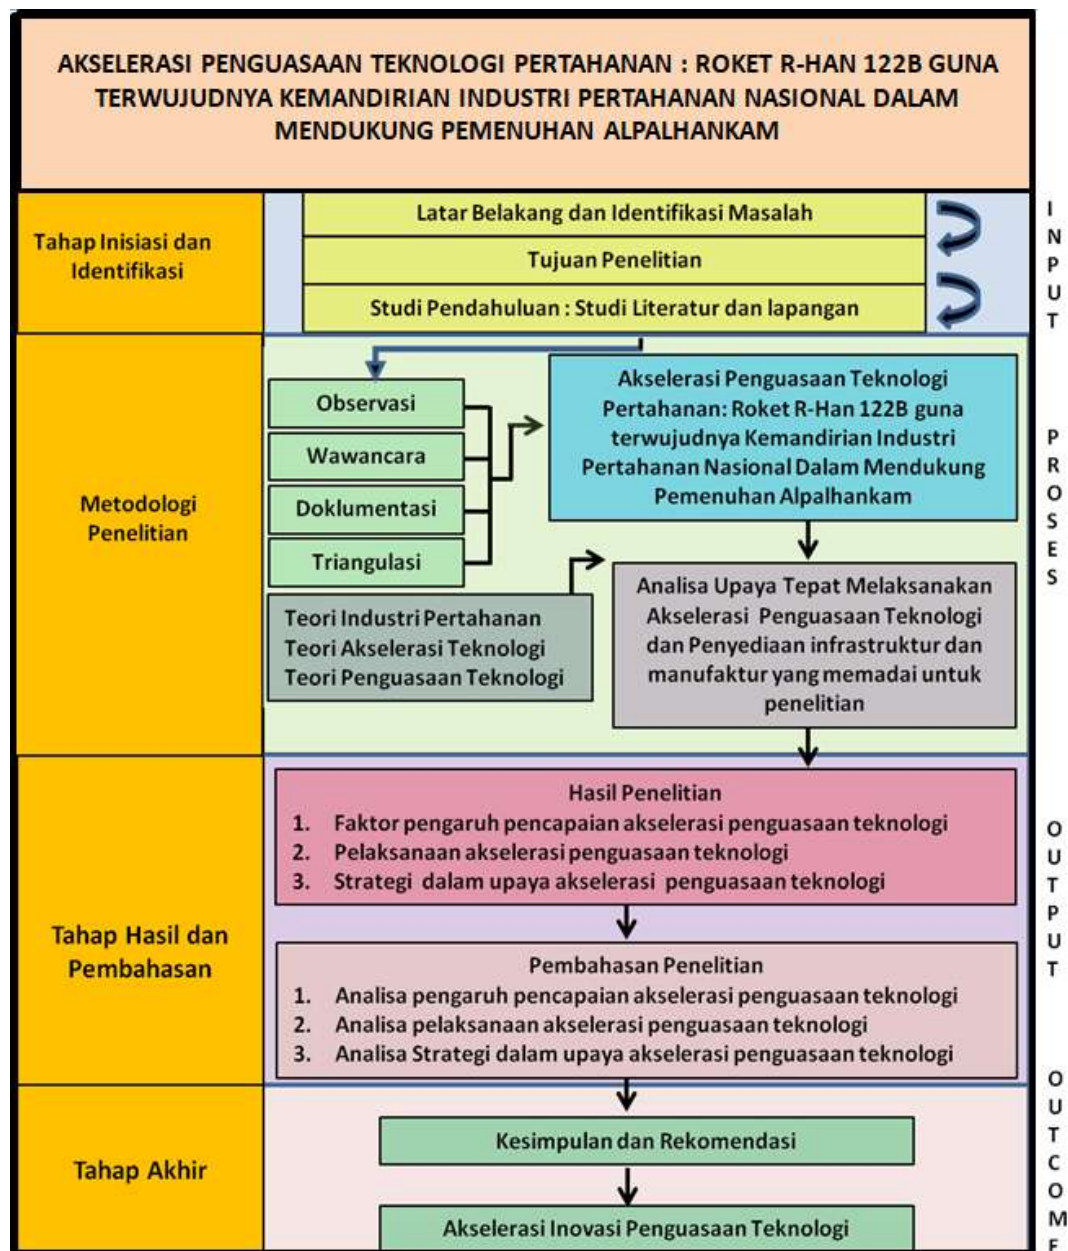 AKSELERASI PENGUASAAN TEKNOLOGI PERTAHANAN : ROKET R-HAN 122B GUNA
TERWUJUDNYA KEMANDIRIAN INDUSTRI PERTAHANAN NASIONAL DALAM
MENDUKUNG PEMENUHAN ALPALHANKAM
Tahap Inisiasi dan
Identifikasi
Latar Belakang dan Identifikasi Masalah
Tujuan Penelitian
Studi Pendahuluan : Studi Literatur dan lapangan
INPUT
Metodologi
Penelitian
Observasi
Wawancara
Doklumentasi
Triangulasi
Akselerasi Penguasaan Teknologi
Pertahanan: Roket R-Han 122B guna
terwujudnya Kemandirian Industri
Pertahanan Nasional Dalam Mendukung
Pemenuhan Alpalhankam
Teori Industri Pertahanan
Teori Akselerasi Teknologi
Teori Penguasaan Teknologi
Analisa Upaya Tepat Melaksanakan
Akselerasi Penguasaan Teknologi
dan Penyediaan infrastruktur dan
manufaktur yang memadai untuk
penelitian
PROSES
Tahap Hasil dan
Pembahasan
Hasil Penelitian
1. Faktor pengaruh pencapaian akselerasi penguasaan teknologi
2. Pelaksanaan akselerasi penguasaan teknologi
3. Strategi dalam upaya akselerasi penguasaan teknologi
Pembahasan Penelitian
1. Analisa pengaruh pencapaian akselerasi penguasaan teknologi
2. Analisa pelaksanaan akselerasi penguasaan teknologi
3. Analisa Strategi dalam upaya akselerasi penguasaan teknologi
OUTPUT
Tahap Akhir
Kesimpulan dan Rekomendasi
Akselerasi Inovasi Penguasaan Teknologi
OUTCOME